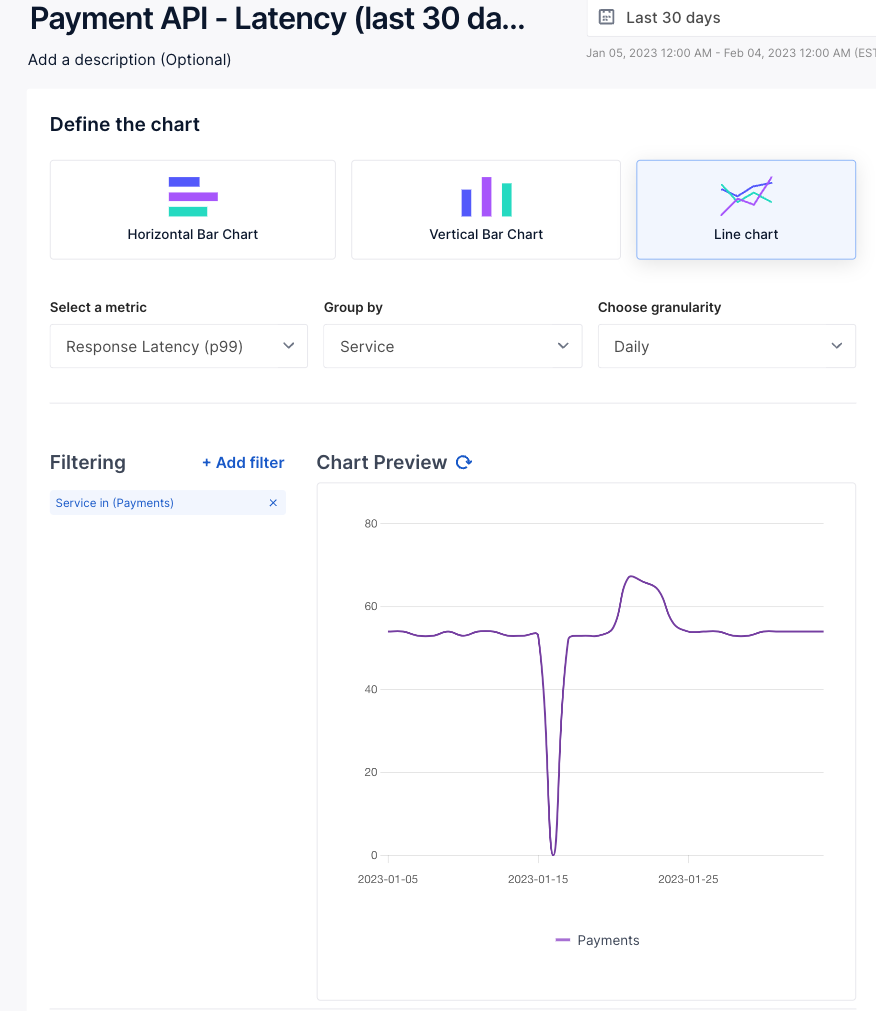 Payment API - Latency (last 30 da...
Last 30 days
Add a description (Optional)
Jan 05, 2023 12:00 AM - Feb 04, 2023 12:00 AM (EST
Define the chart
Horizontal Bar Chart
Vertical Bar Chart
Line chart
Select a metric
Group by
Choose granularity
Response Latency (p99)
Service
Daily
Filtering
+ Add filter
Chart Preview
Service in (Payments)
80
60
40
20
0
2023-01-05
2023-01-15
2023-01-25
Payments